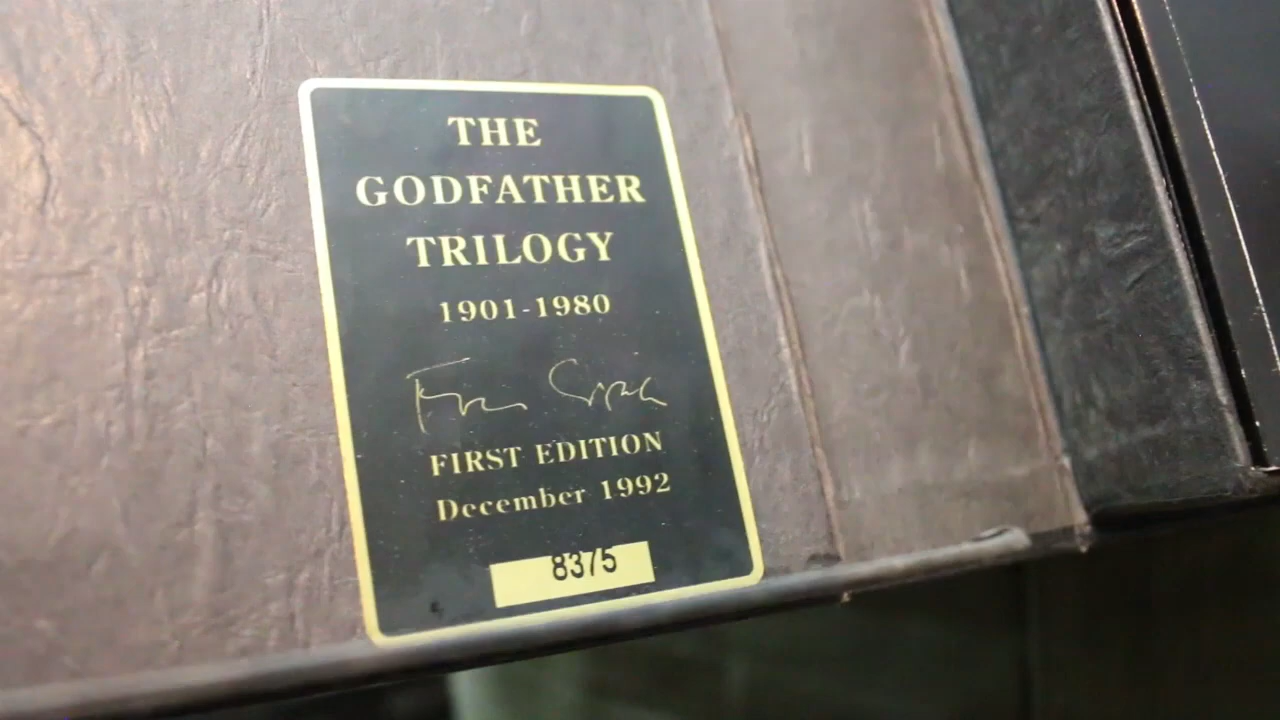 THE
GODFATHER
TRILOGY
1901-1980
FIRST EDITION
December 1992
8375